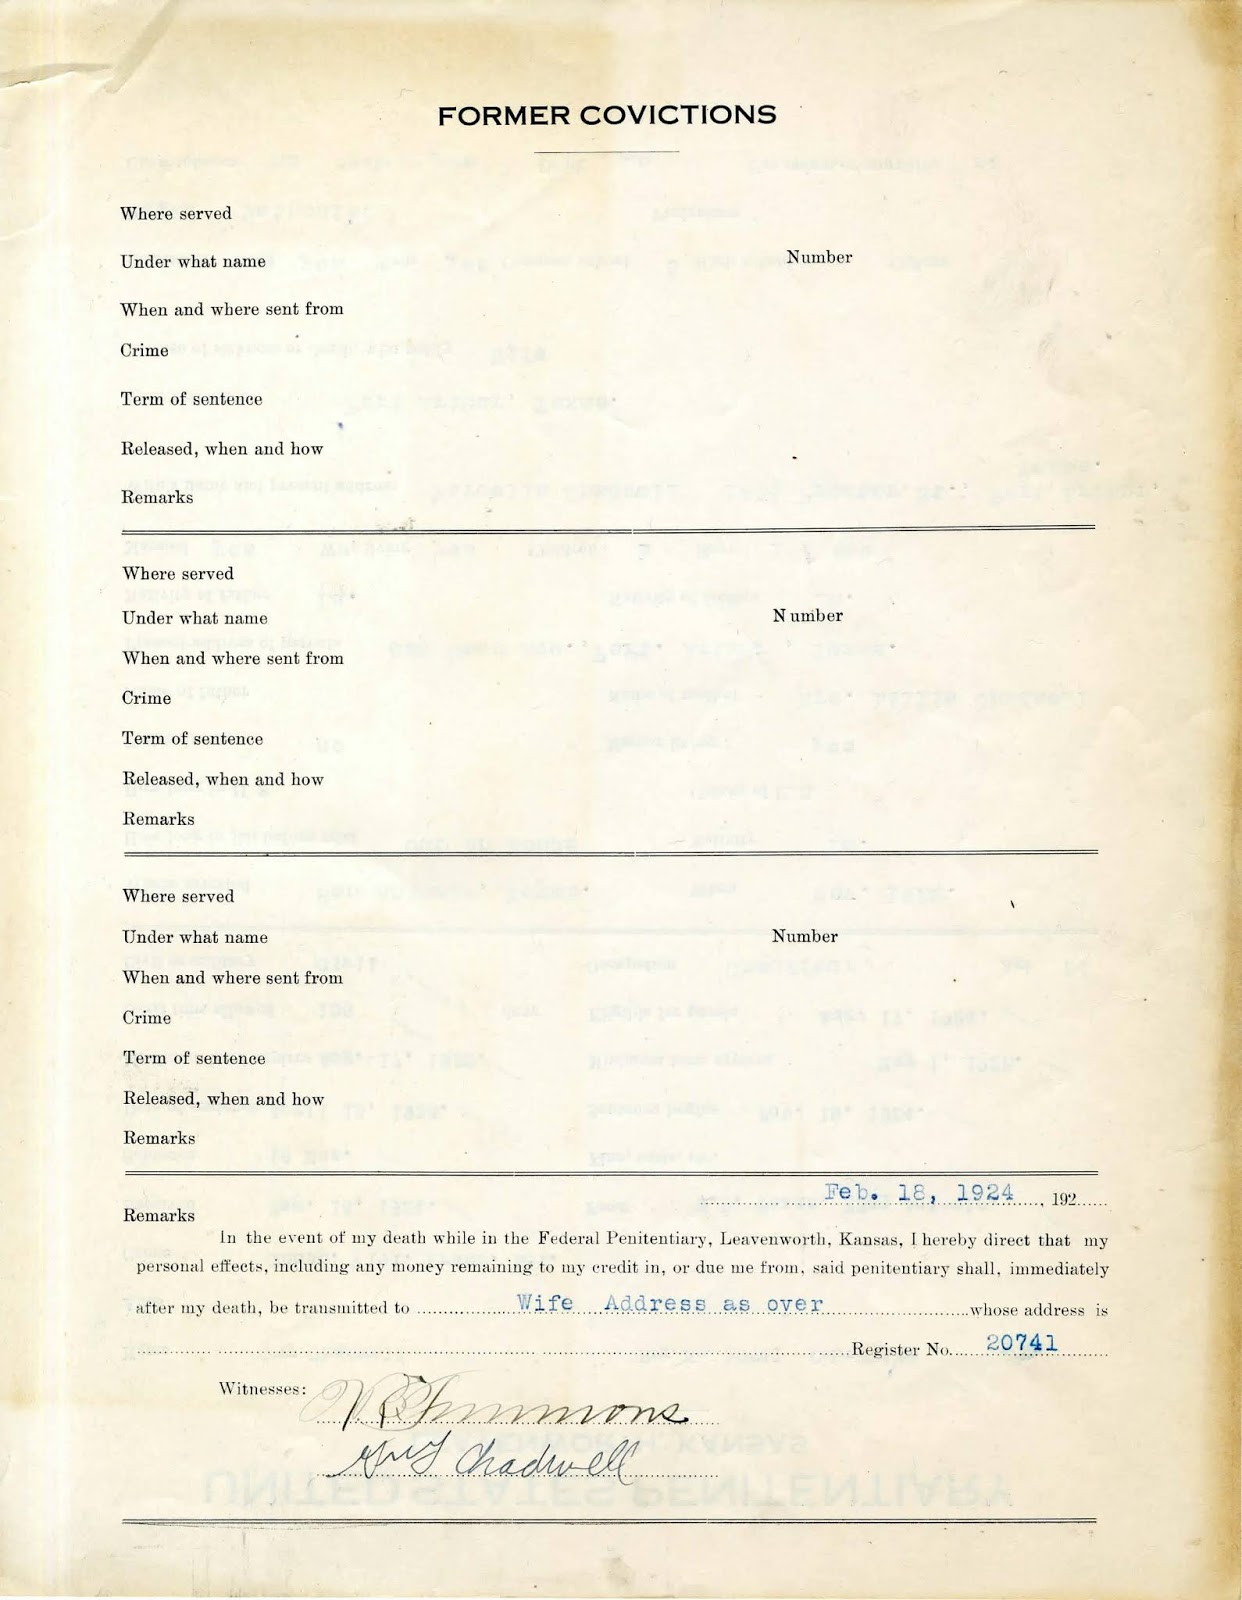 FORMER COVICTIONS
Where served
Under what name Number
When and where sent from
Crime
Term of sentence
Released, when and how
Remarks
Where served
Under what name Number
When and where sent from
Crime
Term of sentence
Released, when and how
Remarks
Where served
Under what name Number
When and where sent from
Crime
Term of sentence
Released, when and how
Remarks
Feb. 18, 1924, 192
Remarks
In the event of my death while in the Federal Penitentiary, Leavenworth, Kansas, I hereby direct that my
personal effects, including any money remaining to my credit in, or due me from, said penitentiary shall, immediately
after my death, be transmitted to Wife Address as over whose address is
Register No. 20741
Witnesses:
Simmons
Chadwell
UNITED STATES PENITENTIARY